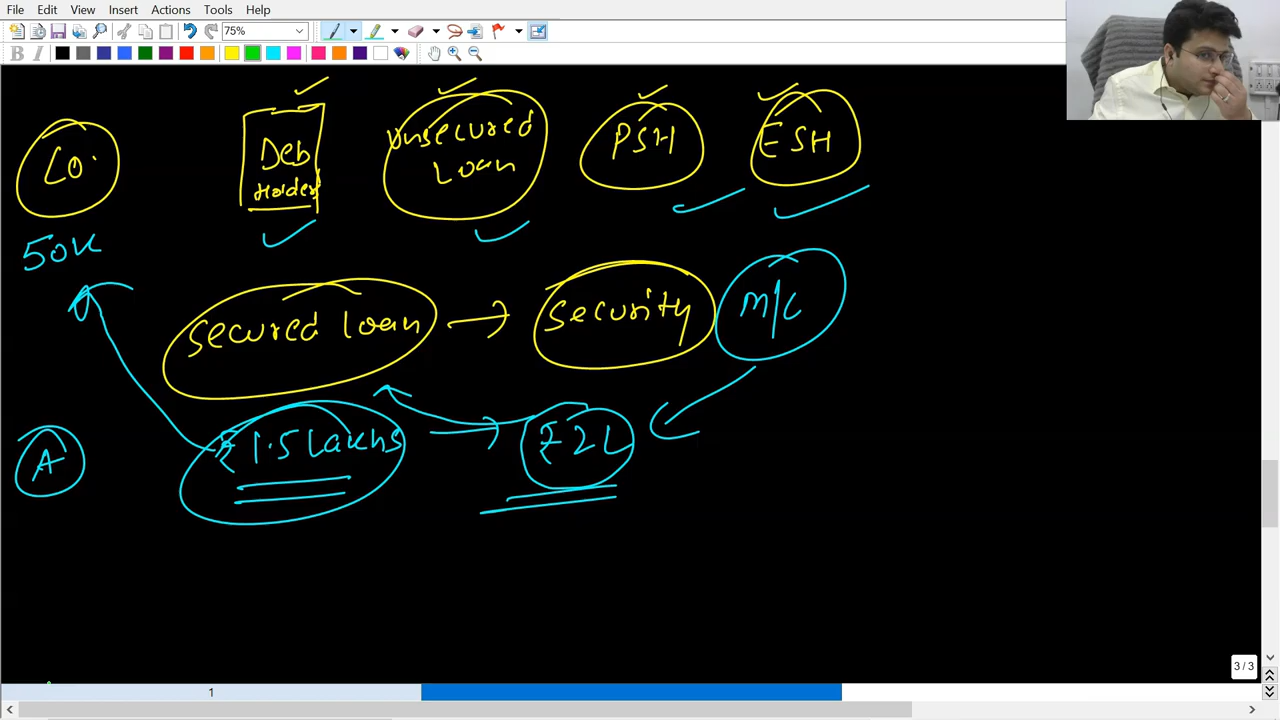 File Edit View Insert Actions Tools Help
75%
B I U
Co. Deb Unsecured PSH ESH
Holder Loan
50K
secured loan → security M/C
A ₹1.5 Lakhs → ₹2L
3 / 3
1